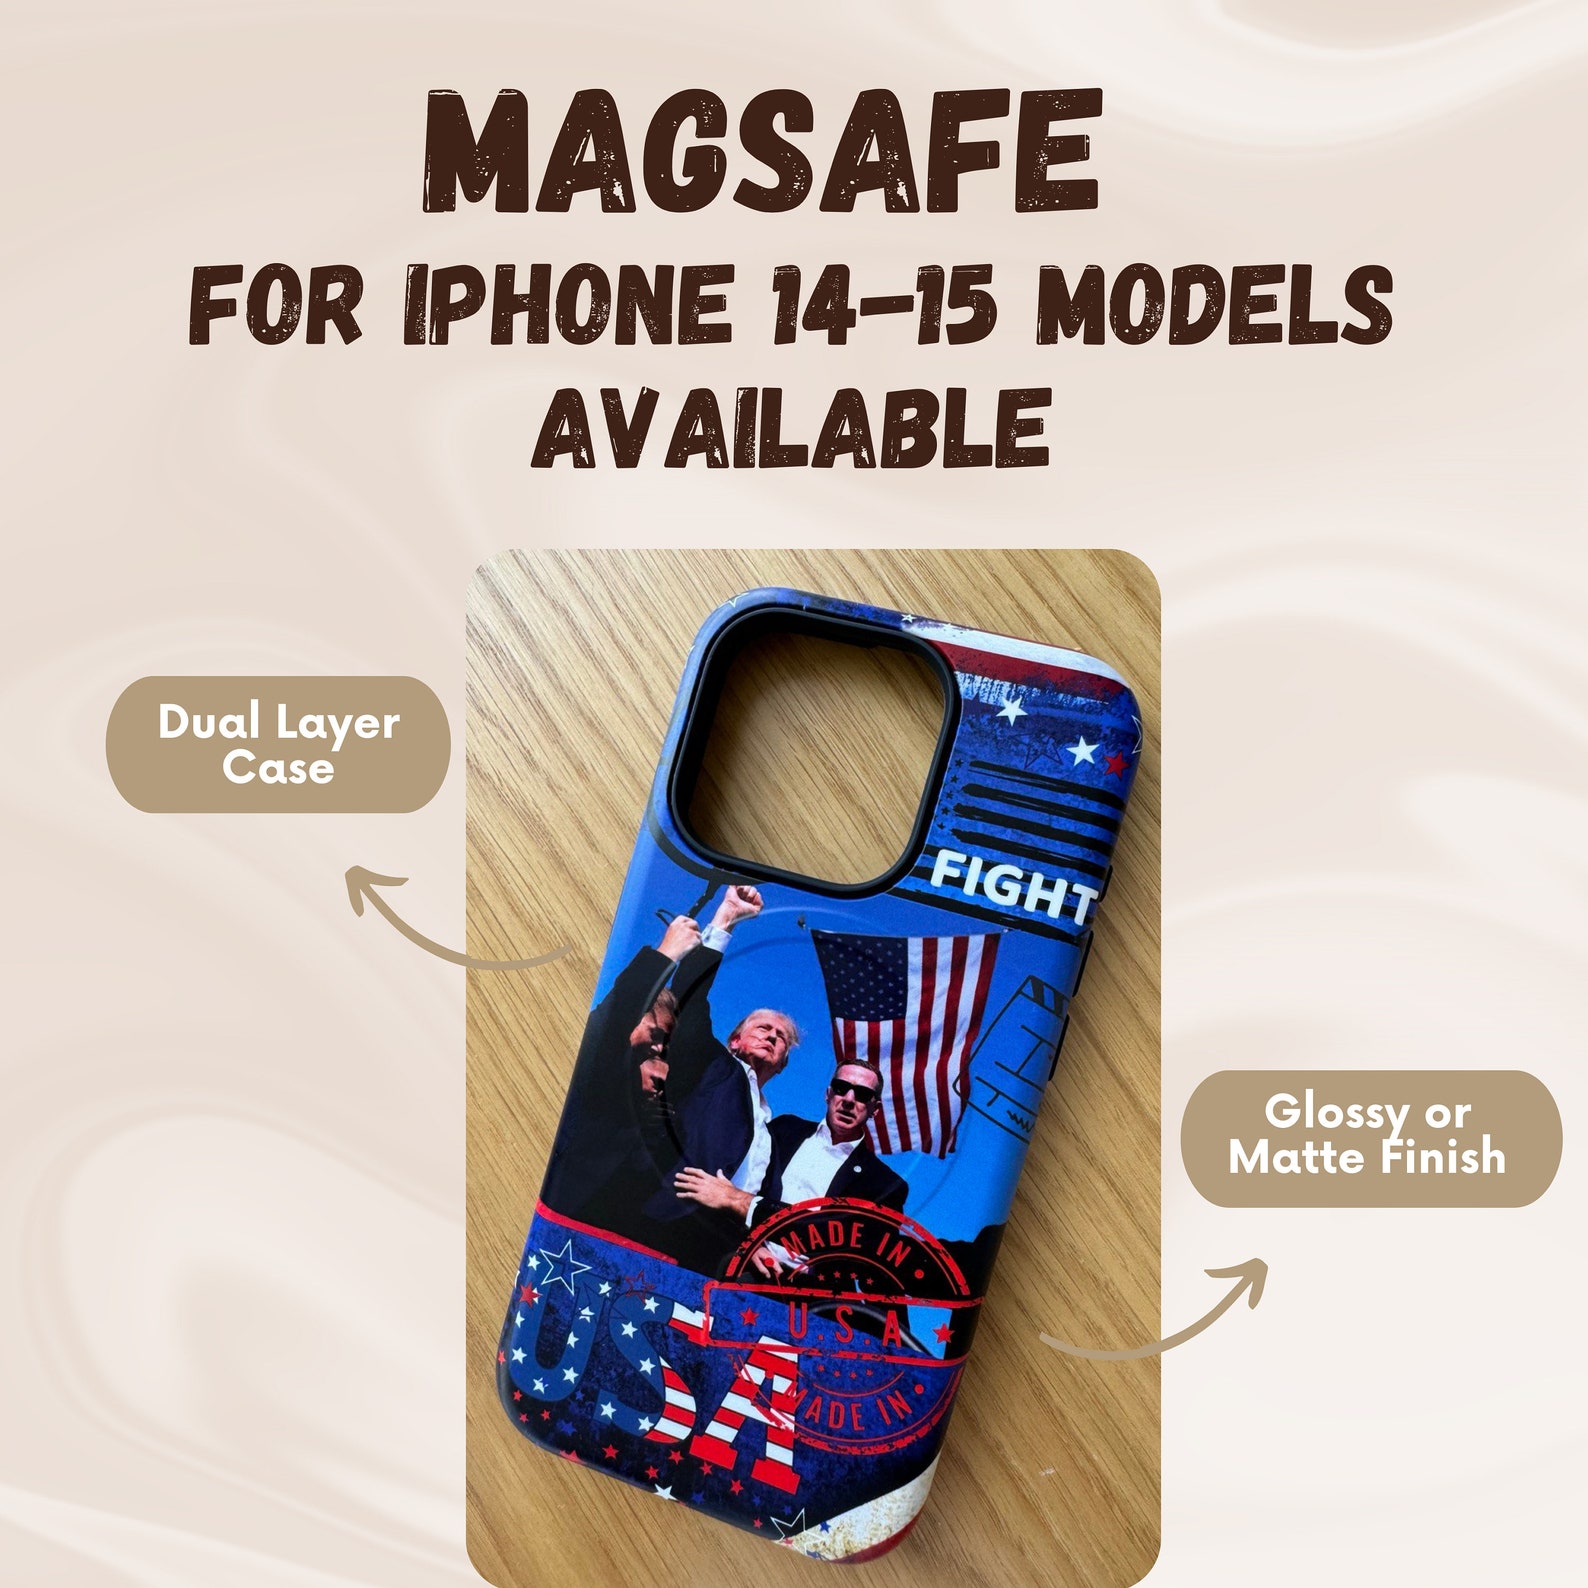 MAGSAFE
FOR IPHONE 14-15 MODELS
AVAILABLE
Dual Layer
Case
FIGHT
Glossy or
Matte Finish
MADE IN
U.S.A
MADE IN
USA